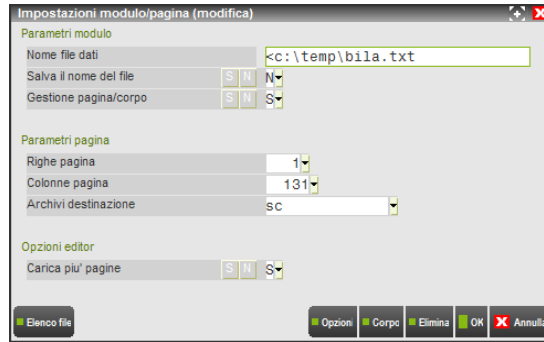 Impostazioni modulo/pagina (modifica)
Parametri modulo
Nome file dati <c:\temp\bila.txt
Salva il nome del file S N N
Gestione pagina/corpo S N S
Parametri pagina
Righe pagina 1
Colonne pagina 131
Archivi destinazione sc
Opzioni editor
Carica piu' pagine S N S
Elenco file Opzioni Corpo Elimina OK X Annulla